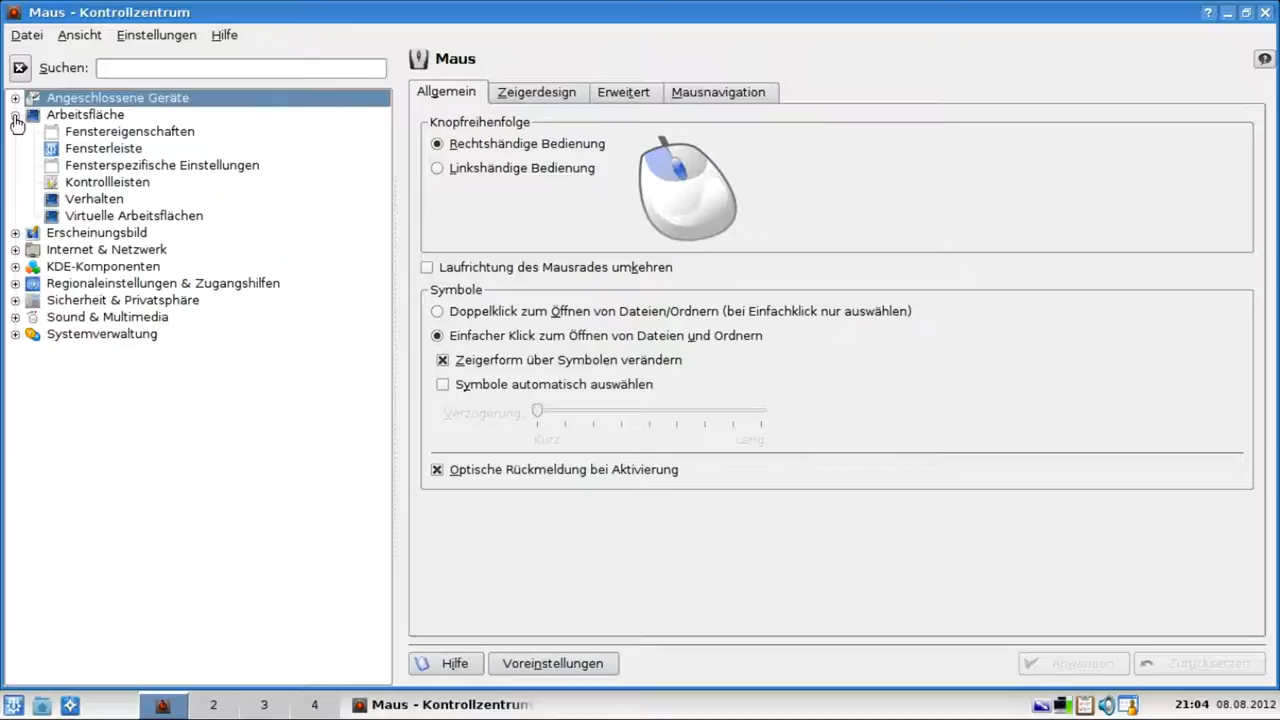 Maus - Kontrollzentrum
Datei Ansicht Einstellungen Hilfe
Suchen:
Angeschlossene Geräte
Arbeitsfläche
Fenstereigenschaften
Fensterleiste
Fensterspezifische Einstellungen
Kontrollleisten
Verhalten
Virtuelle Arbeitsflächen
Erscheinungsbild
Internet & Netzwerk
KDE-Komponenten
Regionaleinstellungen & Zugangshilfen
Sicherheit & Privatsphäre
Sound & Multimedia
Systemverwaltung
Maus
Allgemein Zeigerdesign Erweitert Mausnavigation
Knopfreihenfolge
Rechtshändige Bedienung
Linkshändige Bedienung
Laufrichtung des Mausrades umkehren
Symbole
Doppelklick zum Öffnen von Dateien/Ordnern (bei Einfachklick nur auswählen)
Einfacher Klick zum Öffnen von Dateien und Ordnern
Zeigerform über Symbolen verändern
Symbole automatisch auswählen
Verzögerung:
Kurz Lang
Optische Rückmeldung bei Aktivierung
Hilfe Voreinstellungen Anwenden Zurücksetzen
2 3 4 Maus - Kontrollzentrum 21:04 08.08.2012